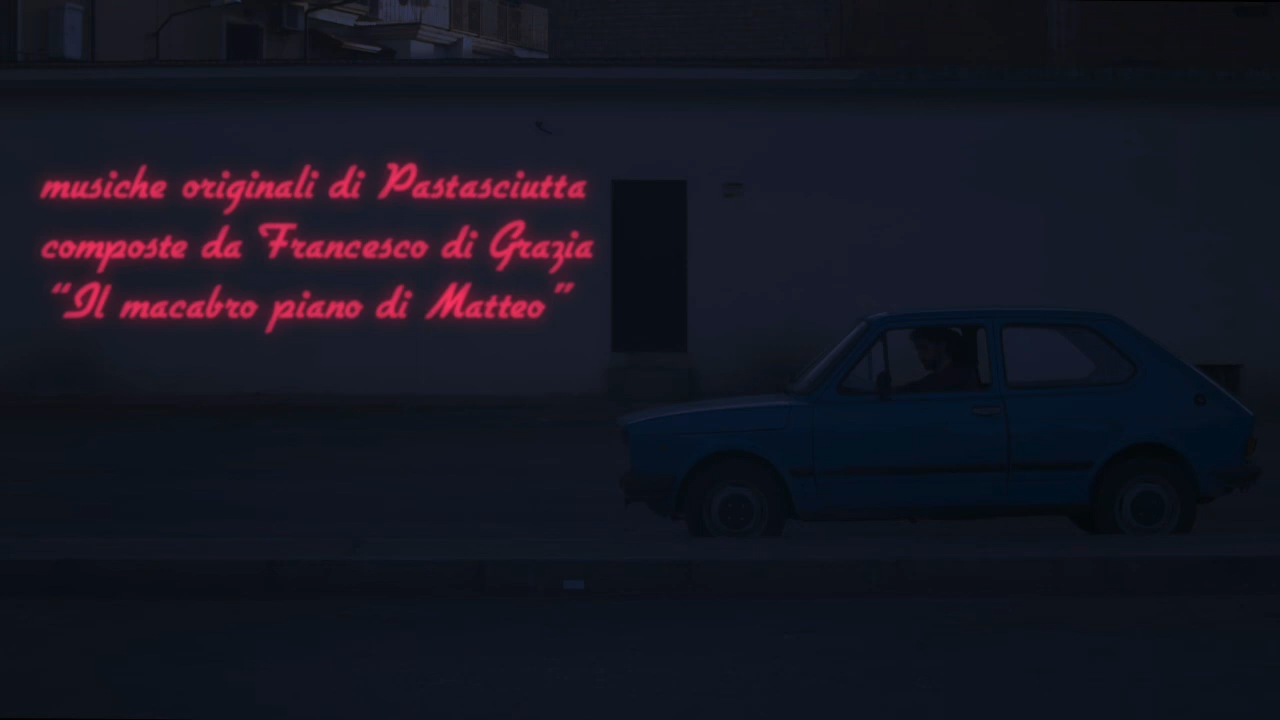 musiche originali di Pastasciutta
composte da Francesco di Grazia
“Il macabro piano di Matteo”